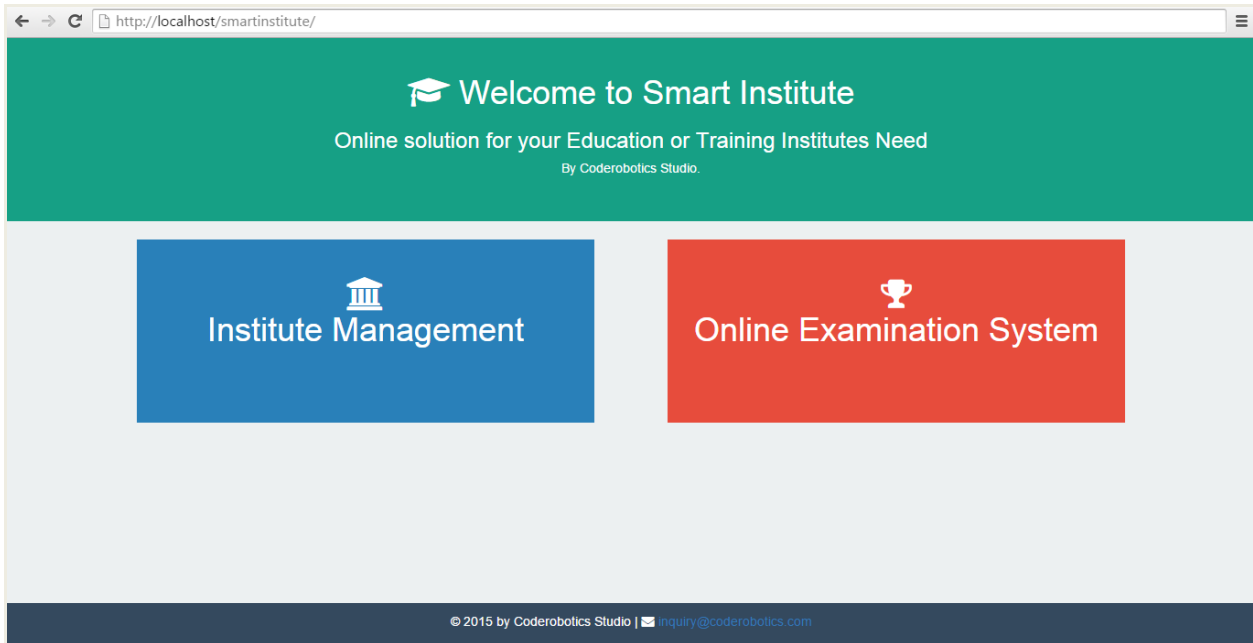 http://localhost/smartinstitute/
Welcome to Smart Institute
Online solution for your Education or Training Institutes Need
By Coderobotics Studio.
Institute Management
Online Examination System
© 2015 by Coderobotics Studio | inquiry@coderobotics.com